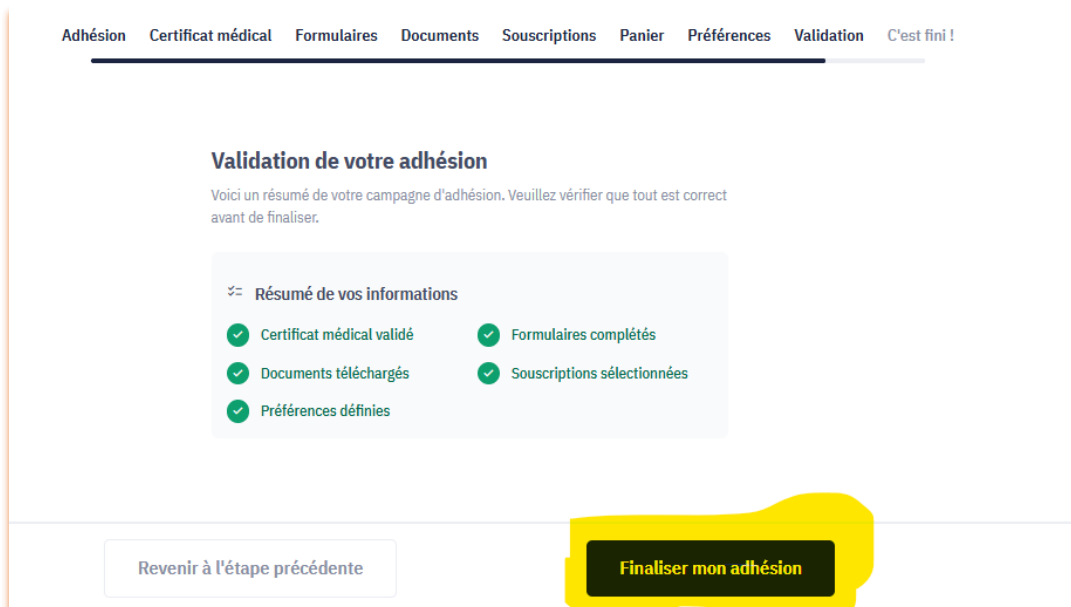 Adhésion Certificat médical Formulaires Documents Souscriptions Panier Préférences Validation C'est fini !
Validation de votre adhésion
Voici un résumé de votre campagne d'adhésion. Veuillez vérifier que tout est correct
avant de finaliser.
Résumé de vos informations
Certificat médical validé Formulaires complétés
Documents téléchargés Souscriptions sélectionnées
Préférences définies
Revenir à l'étape précédente Finaliser mon adhésion